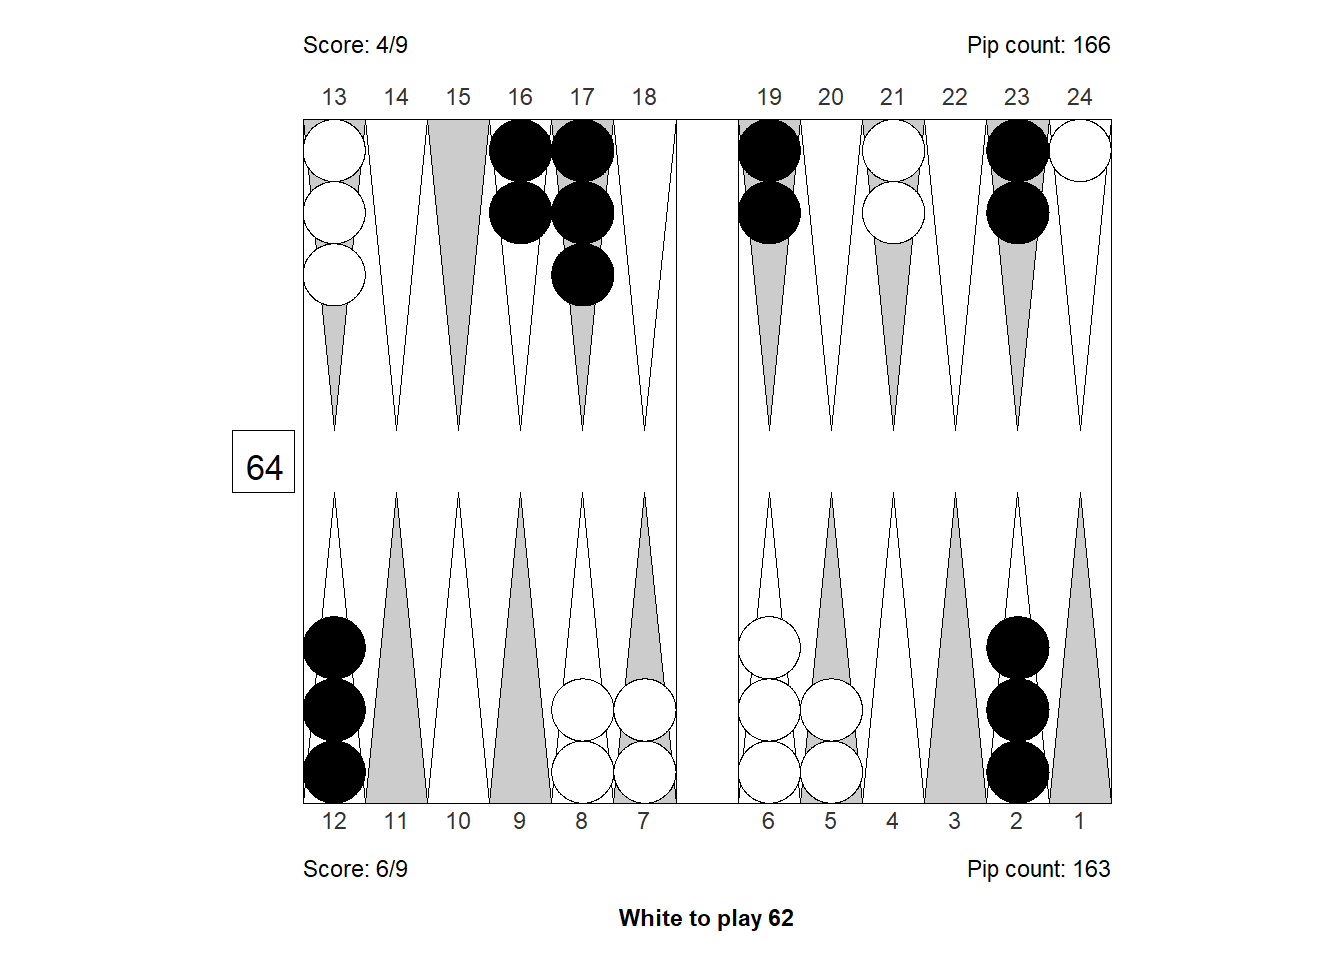 Score: 4/9 Pip count: 166
13 14 15 16 17 18 19 20 21 22 23 24
64
12 11 10 9 8 7 6 5 4 3 2 1
Score: 6/9 Pip count: 163
White to play 62